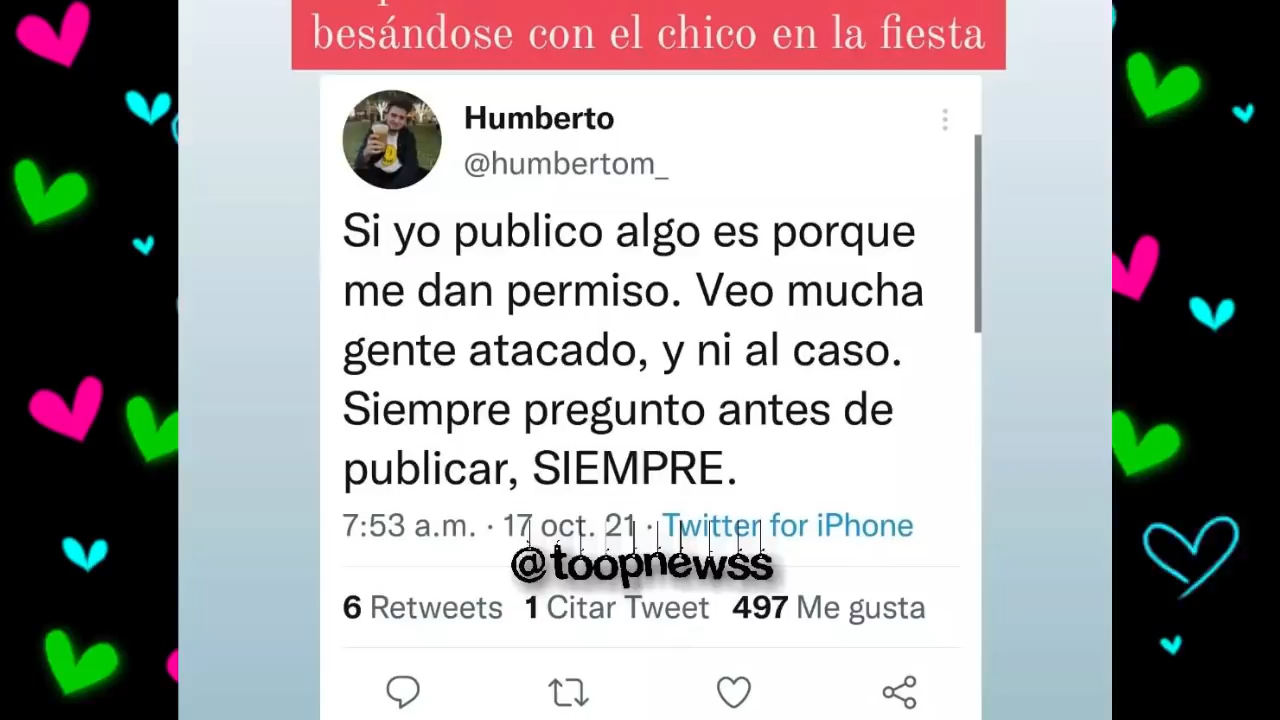 besándose con el chico en la fiesta
Humberto
@humbertom_
Si yo publico algo es porque
me dan permiso. Veo mucha
gente atacado, y ni al caso.
Siempre pregunto antes de
publicar, SIEMPRE.
7:53 a.m. · 17 oct. 21 · Twitter for iPhone
@toopnewss
6 Retweets 1 Citar Tweet 497 Me gusta